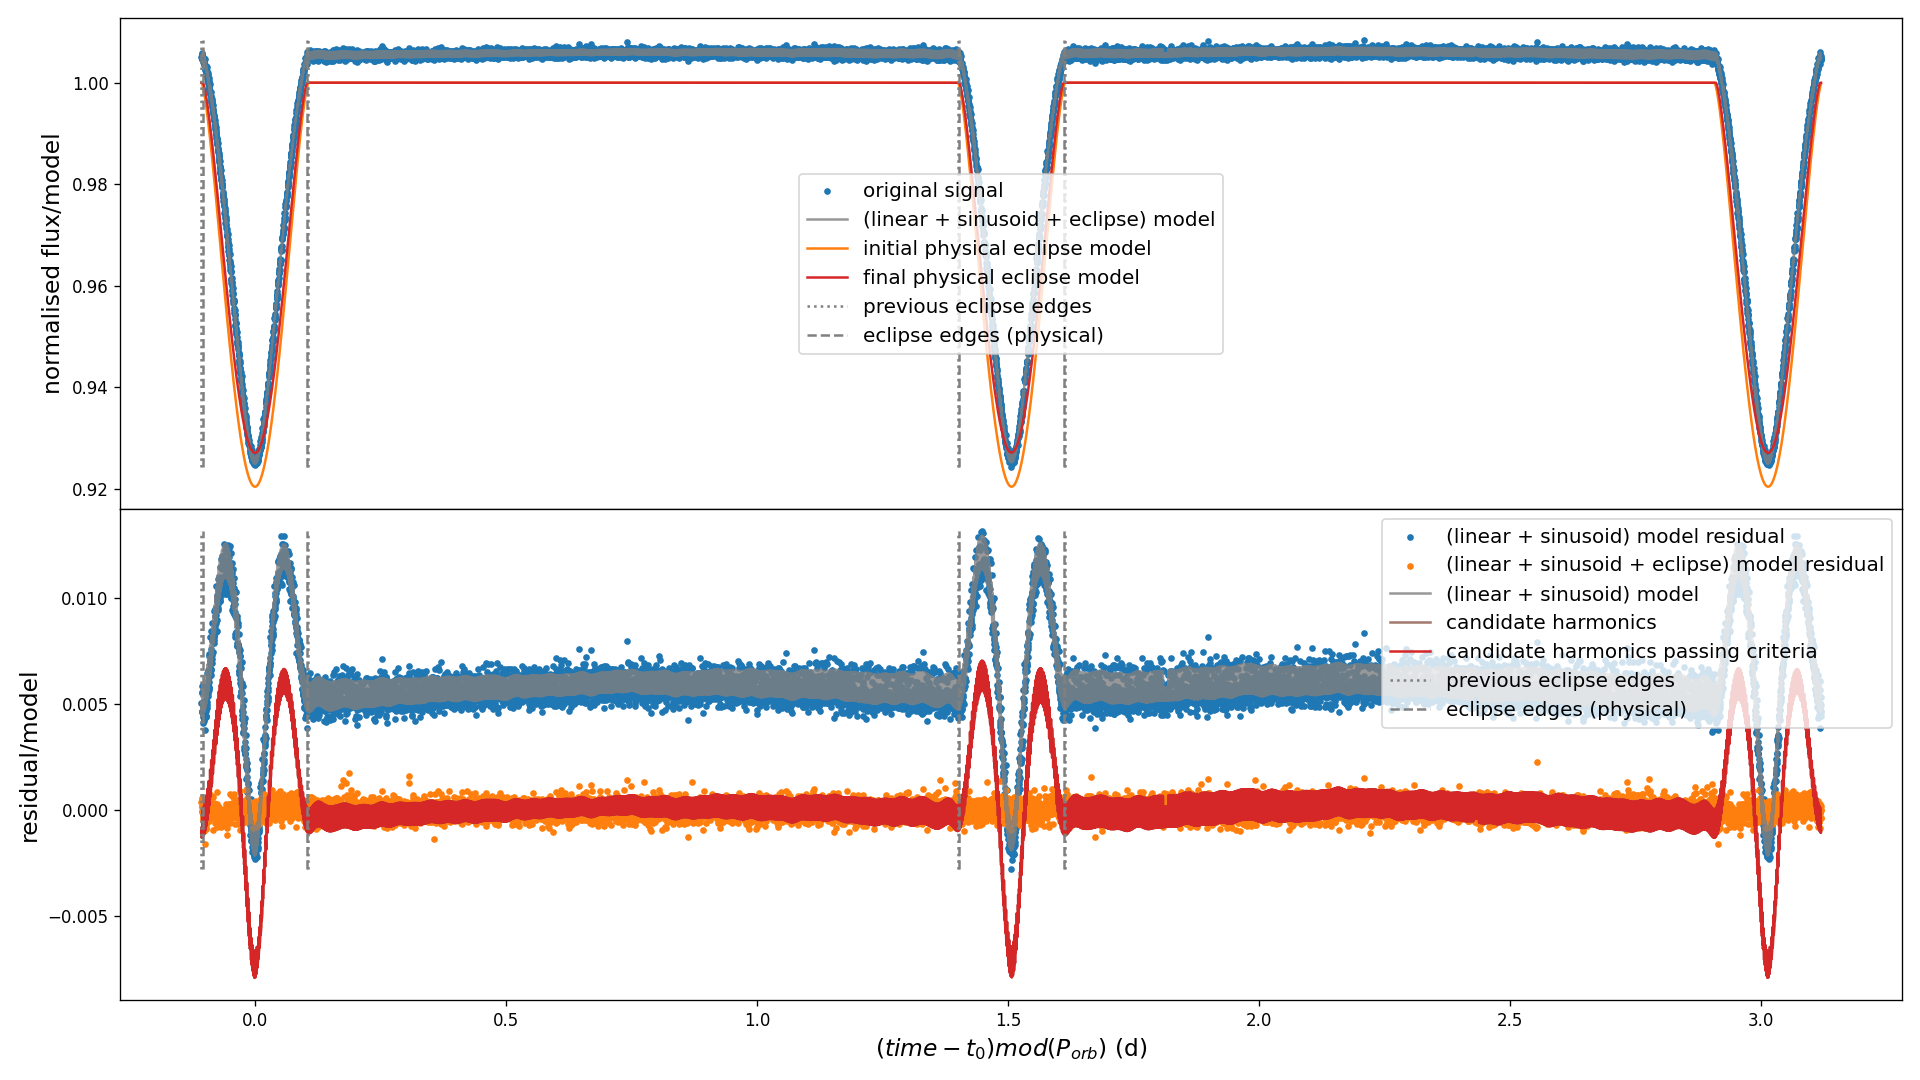 normalised flux/model
1.00
0.98
0.96
0.94
0.92
original signal
(linear + sinusoid + eclipse) model
initial physical eclipse model
final physical eclipse model
previous eclipse edges
eclipse edges (physical)
residual/model
0.010
0.005
0.000
−0.005
(linear + sinusoid) model residual
(linear + sinusoid + eclipse) model residual
(linear + sinusoid) model
candidate harmonics
candidate harmonics passing criteria
previous eclipse edges
eclipse edges (physical)
0.0 0.5 1.0 1.5 2.0 2.5 3.0
(time − t₀)mod(P_orb) (d)